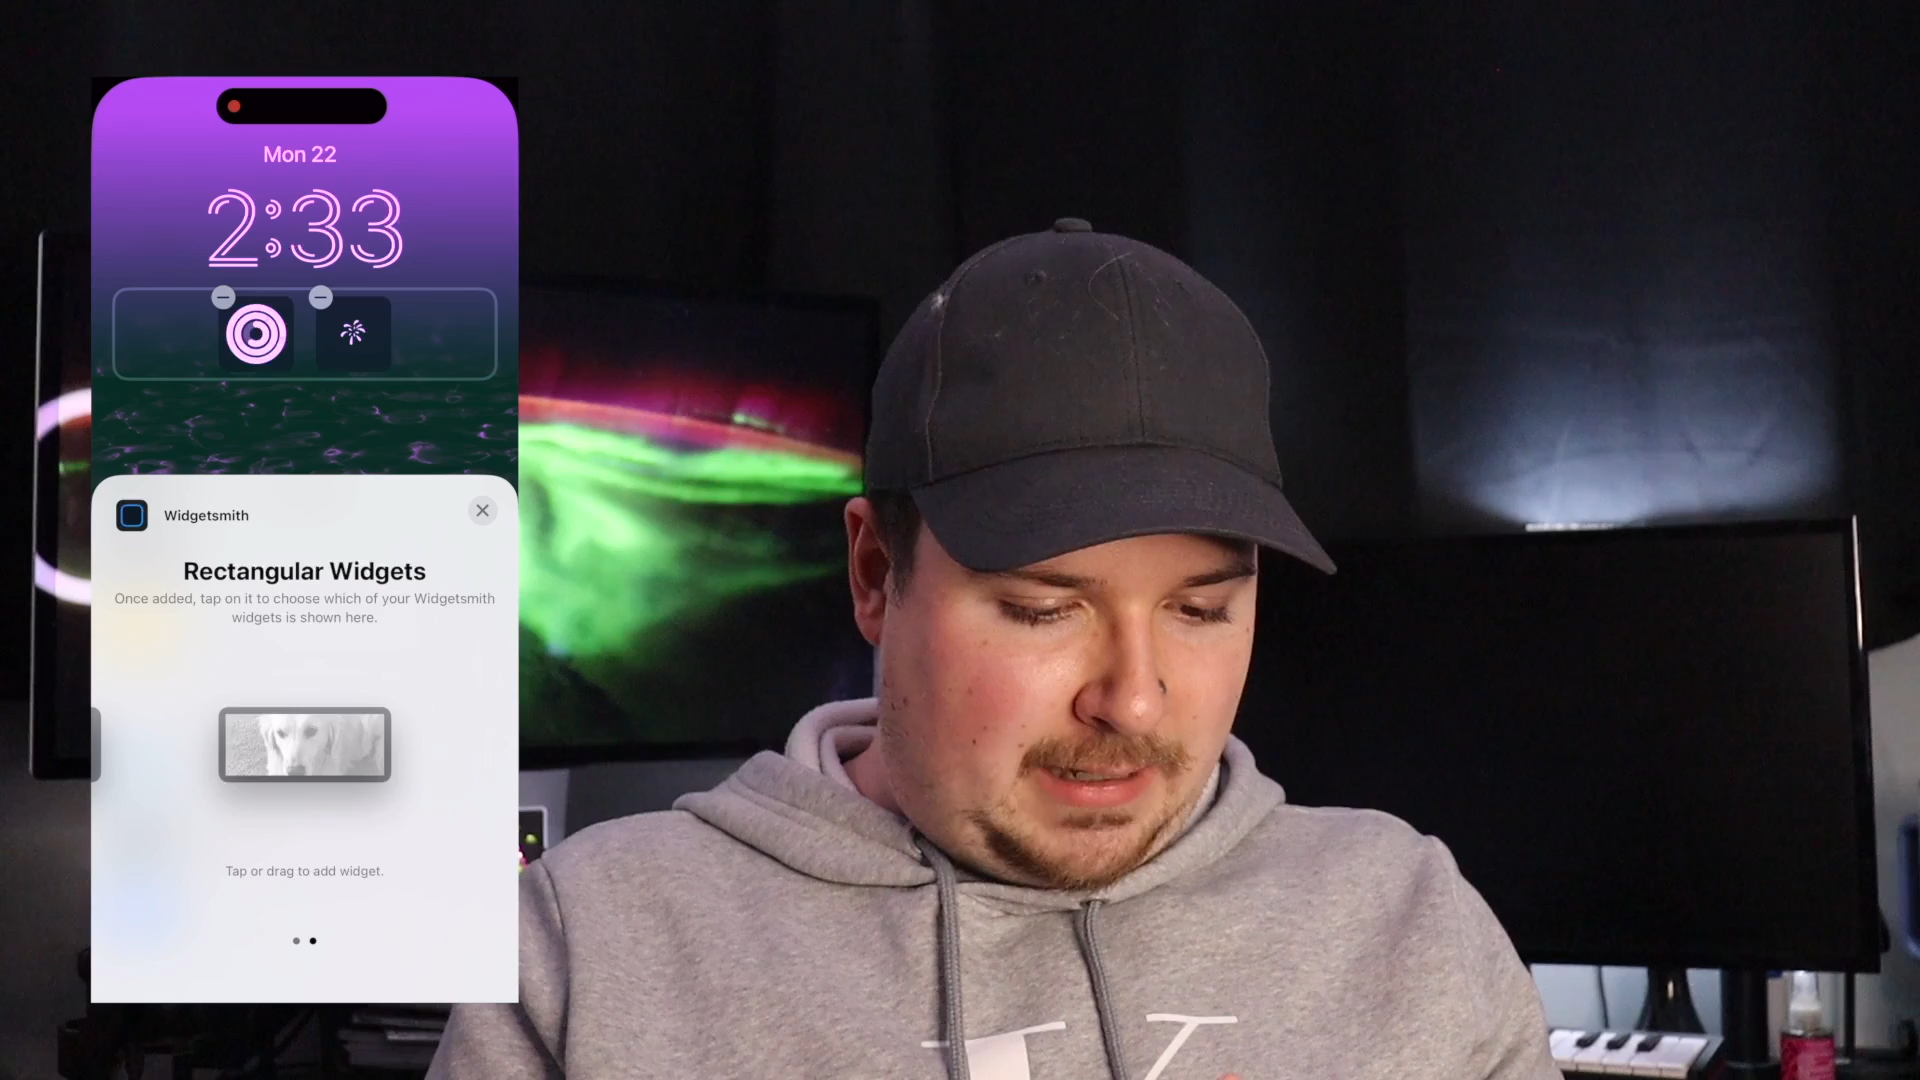 Mon 22
2:33
Widgetsmith
Rectangular Widgets
Once added, tap on it to choose which of your Widgetsmith
widgets is shown here.
Tap or drag to add widget.